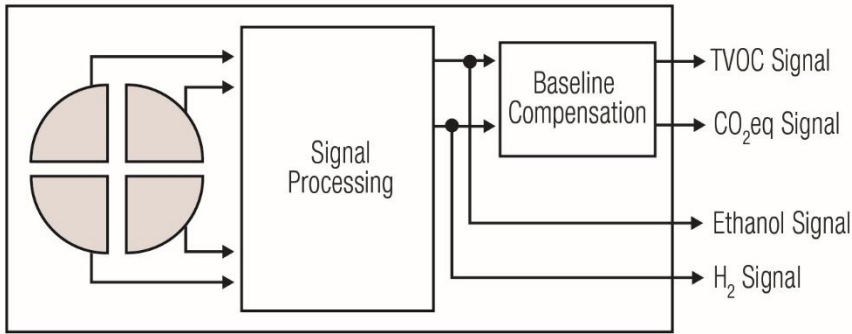 Signal
Processing
Baseline
Compensation
TVOC Signal
CO₂eq Signal
Ethanol Signal
H₂ Signal